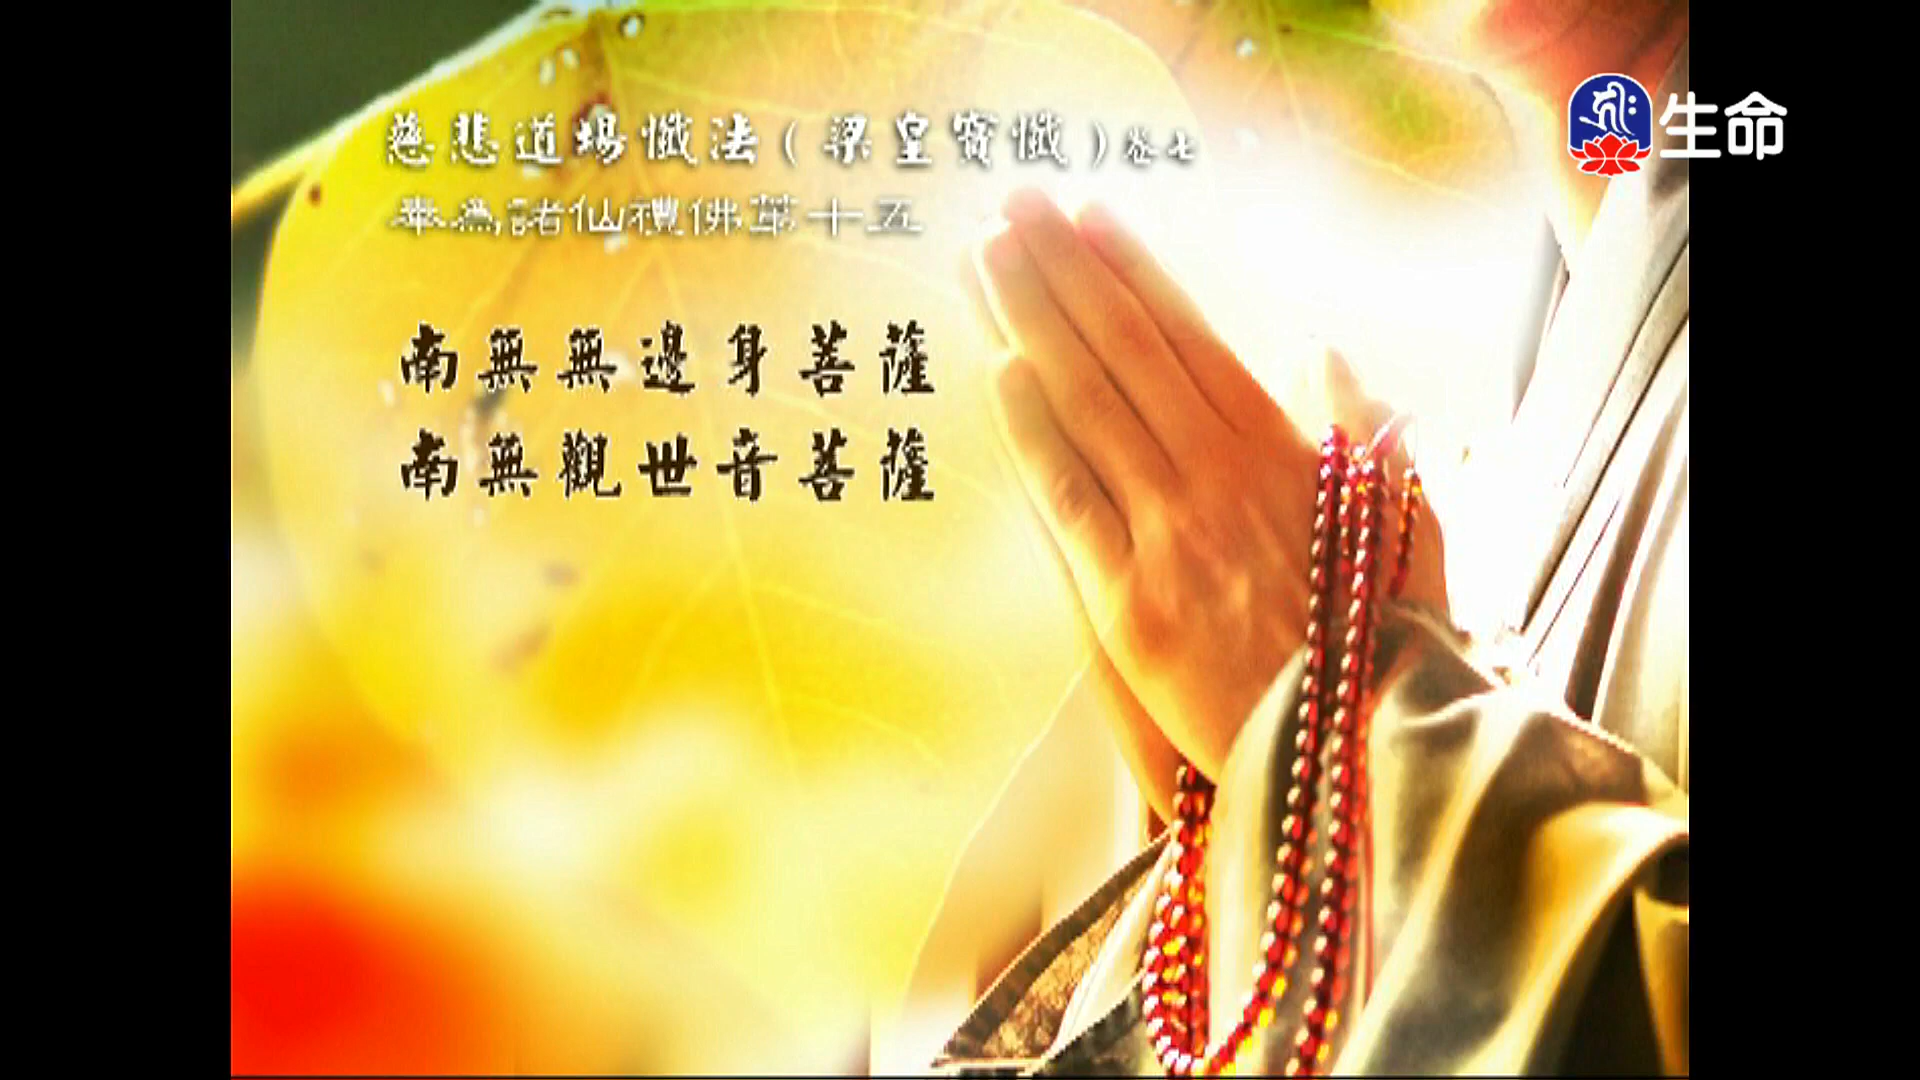 慈悲道場懺法(梁皇寶懺)卷七
奉為諸仙禮佛第十五
南無無邊身菩薩
南無觀世音菩薩
生命